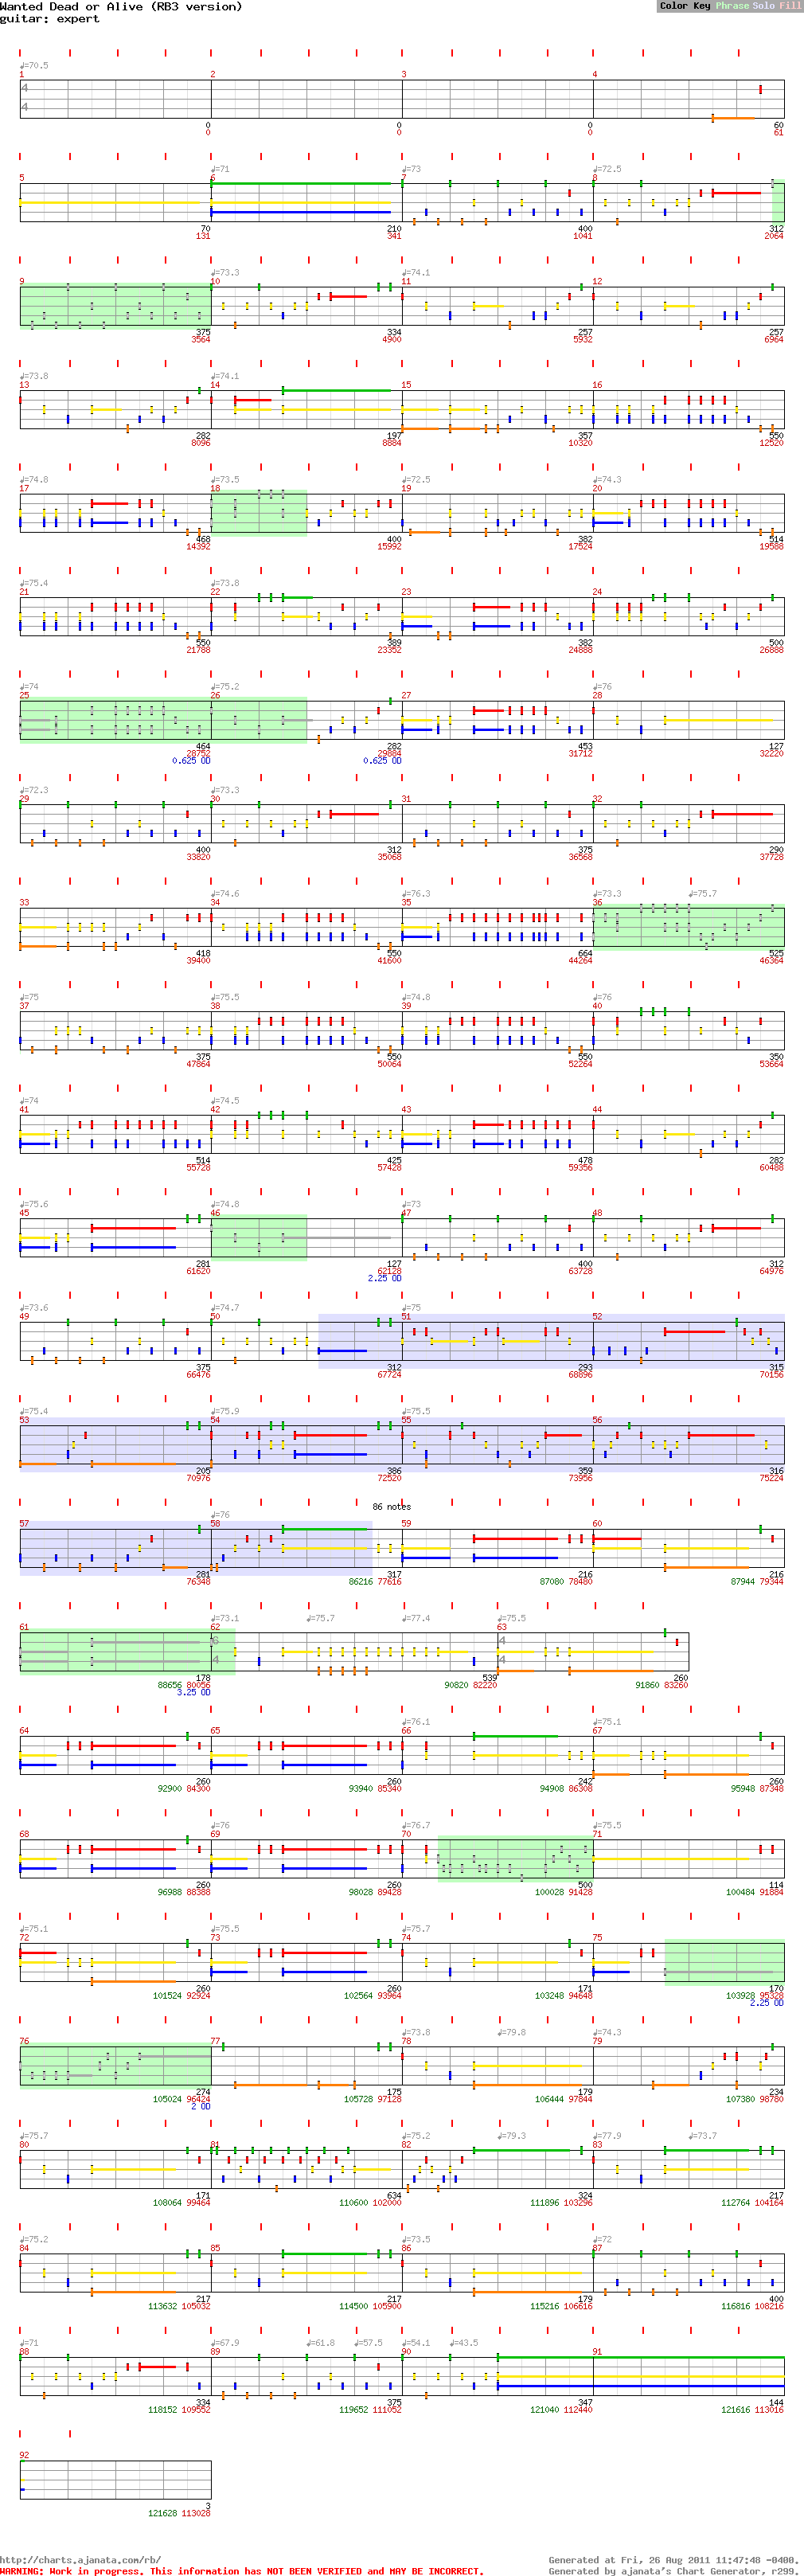 Wanted Dead or Alive (RB3 version)
Color Key Phrase Solo Fill
guitar: expert
♩=70.5
1 2 3 4
4
4
0 0 0 60
0 0 0 61
♩=71 ♩=73 ♩=72.5
5 6 7 8
70 210 400 312
131 341 1041 2064
♩=73.3 ♩=74.1
9 10 11 12
375 334 257 257
3564 4900 5932 6964
♩=73.8 ♩=74.1
13 14 15 16
282 197 357 550
8096 8884 10320 12520
♩=74.8 ♩=73.5 ♩=72.5 ♩=74.3
17 18 19 20
468 400 382 514
14392 15992 17524 19588
♩=75.4 ♩=73.8
21 22 23 24
550 389 382 500
21788 23352 24888 26888
♩=74 ♩=75.2 ♩=76
25 26 27 28
464 282 453 127
28752 29884 31712 32220
0.625 OD 0.625 OD
♩=72.3 ♩=73.3
29 30 31 32
400 312 375 290
33820 35068 36568 37728
♩=74.6 ♩=76.3 ♩=73.3 ♩=75.7
33 34 35 36
418 550 664 525
39400 41600 44264 46364
♩=75 ♩=75.5 ♩=74.8 ♩=76
37 38 39 40
375 550 550 350
47864 50064 52264 53664
♩=74 ♩=74.5
41 42 43 44
514 425 478 282
55728 57428 59356 60488
♩=75.6 ♩=74.8 ♩=73
45 46 47 48
281 127 400 312
61620 62128 63728 64976
2.25 OD
♩=73.6 ♩=74.7 ♩=75
49 50 51 52
375 312 293 315
66476 67724 68896 70156
♩=75.4 ♩=75.9 ♩=75.5
53 54 55 56
205 386 359 316
70976 72520 73956 75224
86 notes
♩=76
57 58 59 60
281 317 216 216
76348 86216 77616 87080 78480 87944 79344
♩=73.1 ♩=75.7 ♩=77.4 ♩=75.5
61 62 63
6 4
4 4
178 539 260
88656 80056 90820 82220 91860 83260
3.25 OD
♩=76.1 ♩=75.1
64 65 66 67
260 260 242 260
92900 84300 93940 85340 94908 86308 95948 87348
♩=76 ♩=76.7 ♩=75.5
68 69 70 71
260 260 500 114
96988 88388 98028 89428 100028 91428 100484 91884
♩=75.1 ♩=75.5 ♩=75.7
72 73 74 75
260 260 171 170
101524 92924 102564 93964 103248 94648 103928 95328
2.25 OD
♩=73.8 ♩=79.8 ♩=74.3
76 77 78 79
274 175 179 234
105024 96424 105728 97128 106444 97844 107380 98780
2 OD
♩=75.7 ♩=75.2 ♩=79.3 ♩=77.9 ♩=73.7
80 81 82 83
171 634 324 217
108064 99464 110600 102000 111896 103296 112764 104164
♩=75.2 ♩=73.5 ♩=72
84 85 86 87
217 217 179 400
113632 105032 114500 105900 115216 106616 116816 108216
♩=71 ♩=67.9 ♩=61.8 ♩=57.5 ♩=54.1 ♩=43.5
88 89 90 91
334 375 347 144
118152 109552 119652 111052 121040 112440 121616 113016
92
3
121628 113028
http://charts.ajanata.com/rb/
Generated at Fri, 26 Aug 2011 11:47:48 -0400.
WARNING: Work in progress. This information has NOT BEEN VERIFIED and MAY BE INCORRECT.
Generated by ajanata's Chart Generator, r299.